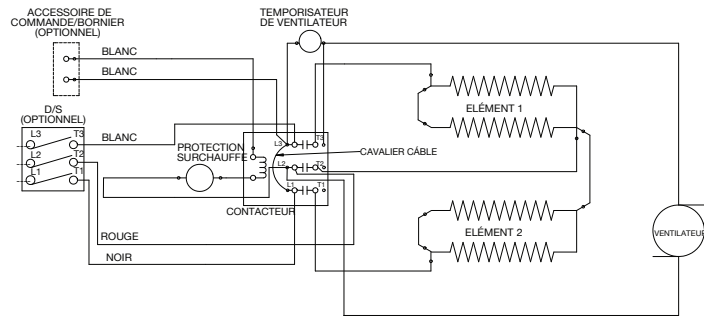 ACCESSOIRE DE
COMMANDE/BORNIER
(OPTIONNEL)
TEMPORISATEUR
DE VENTILATEUR
BLANC
BLANC
D/S
(OPTIONNEL)
L3 T3
L2 T2
L1 T1
BLANC
PROTECTION
SURCHAUFFE
L3 T3
L2 T2
L1 T1
CAVALIER CÁBLE
CONTACTEUR
ROUGE
NOIR
ELÉMENT 1
ELÉMENT 2
VENTILATEUR